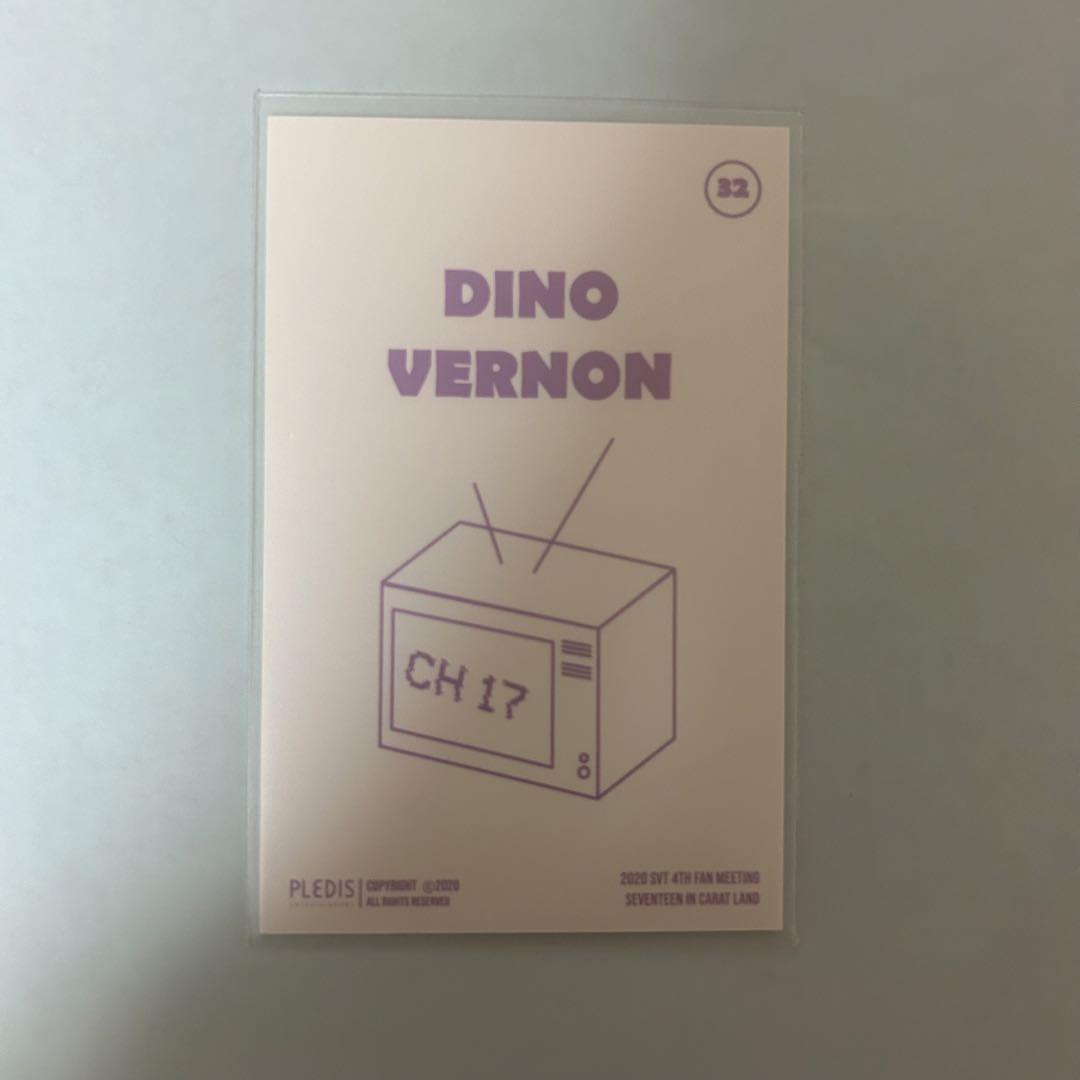 32
DINO
VERNON
CH 17
PLEDIS
ENTERTAINMENT
COPYRIGHT ©2020
ALL RIGHTS RESERVED
2020 SVT 4TH FAN MEETING
SEVENTEEN IN CARAT LAND